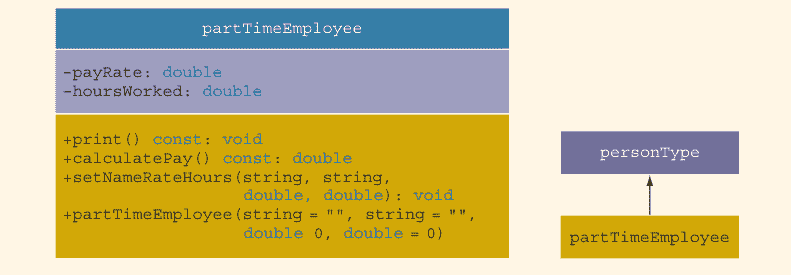 partTimeEmployee
-payRate: double
-hoursWorked: double
+print() const: void
+calculatePay() const: double
+setNameRateHours(string, string,
double, double): void
+partTimeEmployee(string = "", string = "",
double 0, double = 0)
personType
partTimeEmployee